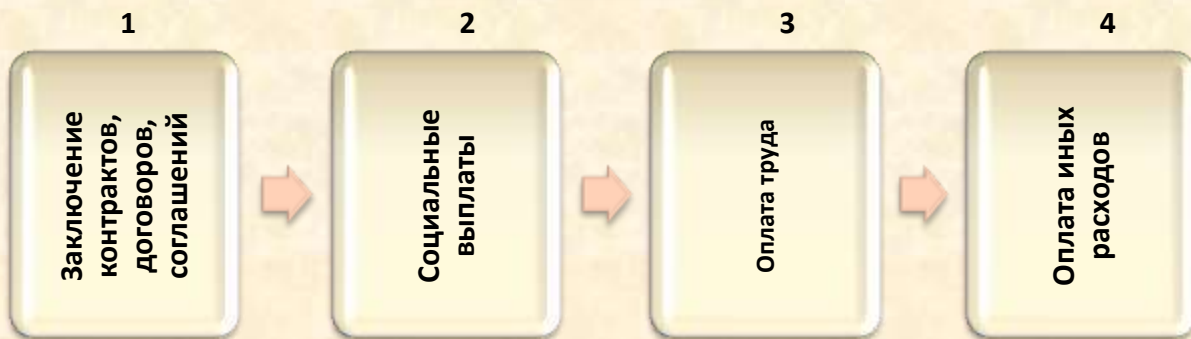 1
2
3
4
Заключение
контрактов,
договоров,
соглашений
Социальные
выплаты
Оплата труда
Оплата иных
расходов